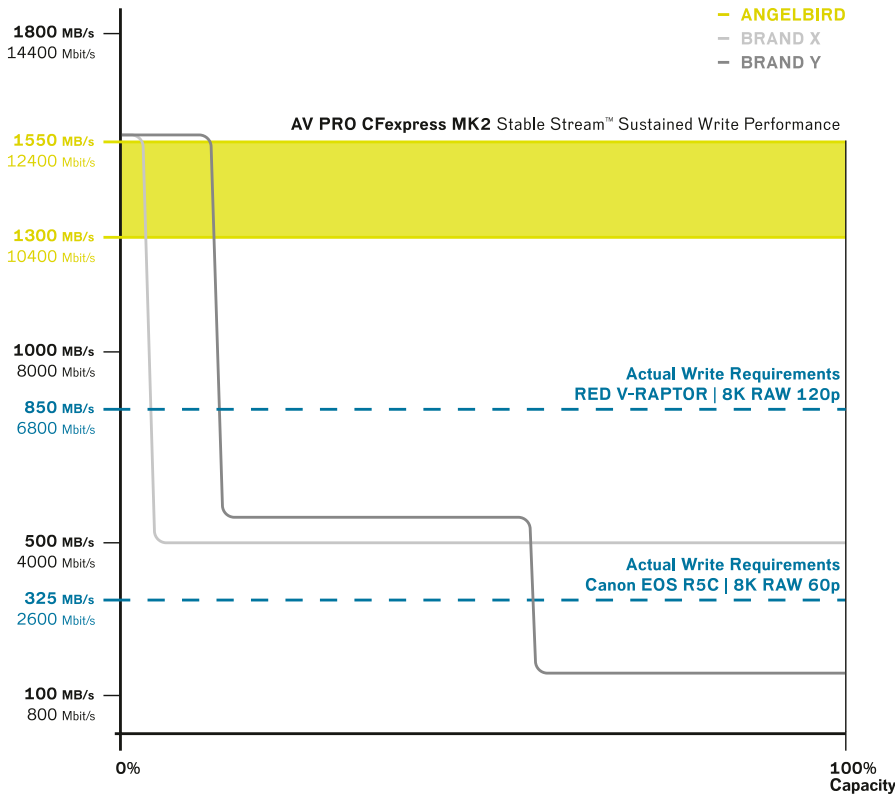 ANGELBIRD
BRAND X
BRAND Y
1800 MB/s
14400 Mbit/s
AV PRO CFexpress MK2 Stable Stream™ Sustained Write Performance
1550 MB/s
12400 Mbit/s
1300 MB/s
10400 Mbit/s
1000 MB/s
8000 Mbit/s
Actual Write Requirements
RED V-RAPTOR | 8K RAW 120p
850 MB/s
6800 Mbit/s
500 MB/s
4000 Mbit/s
Actual Write Requirements
Canon EOS R5C | 8K RAW 60p
325 MB/s
2600 Mbit/s
100 MB/s
800 Mbit/s
0%
100%
Capacity